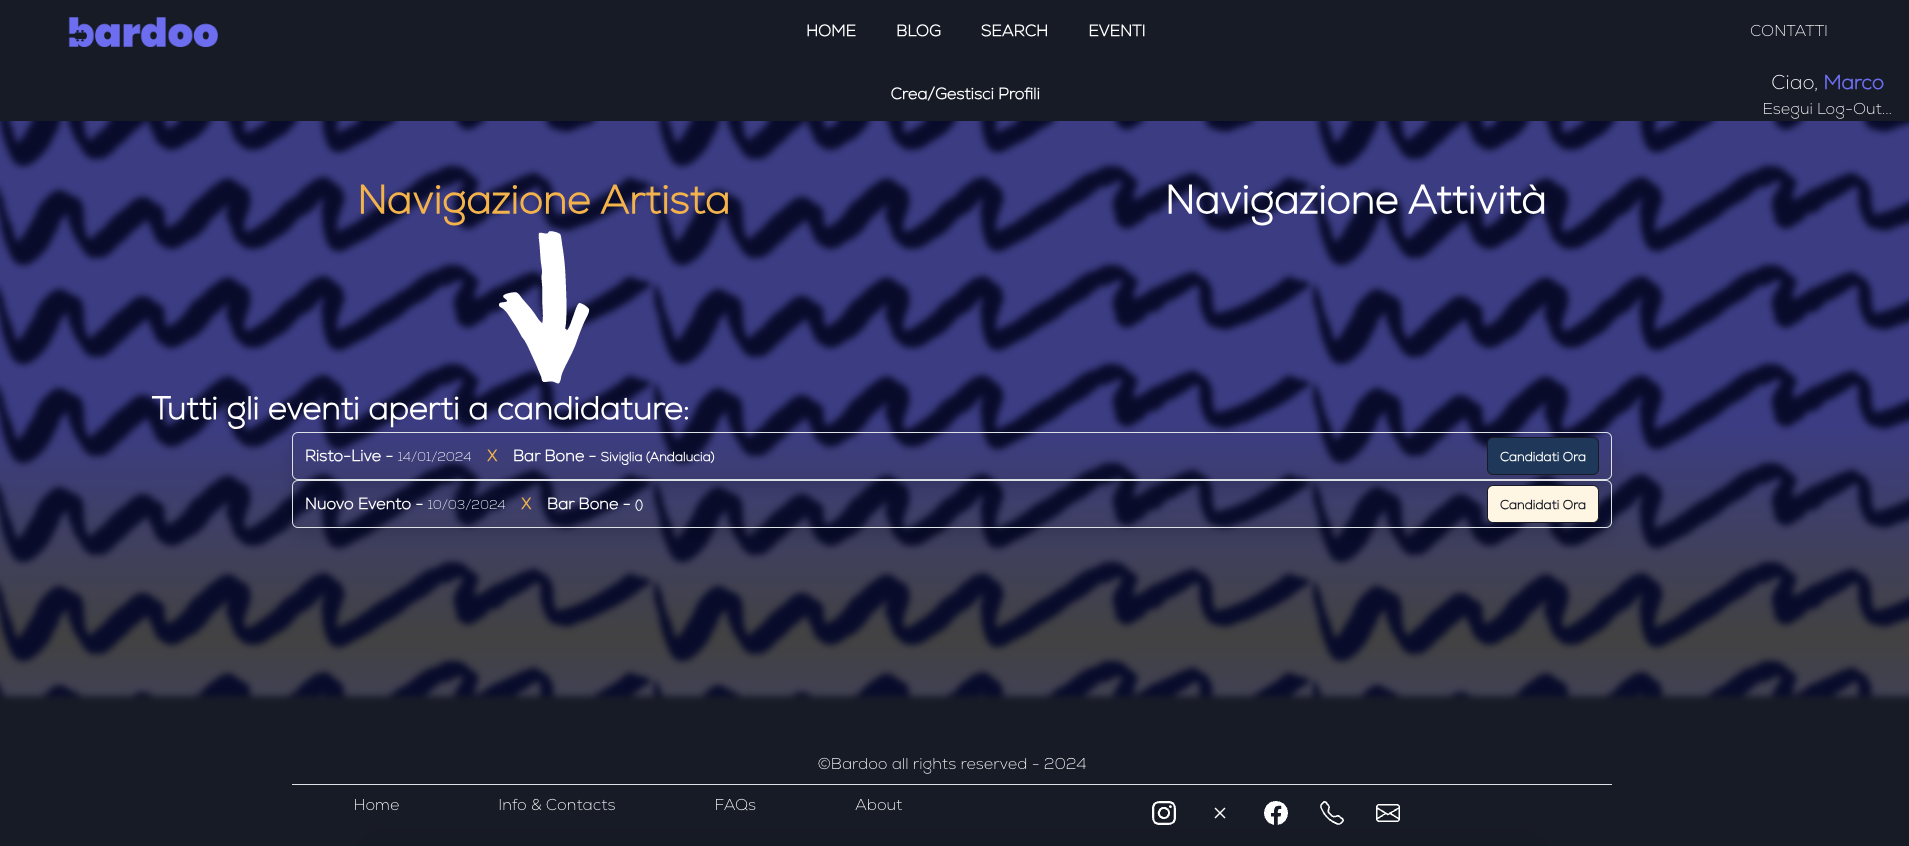 bardoo
HOME BLOG SEARCH EVENTI
CONTATTI
Crea/Gestisci Profili
Ciao, Marco
Esegui Log-Out...
Navigazione Artista
Navigazione Attività
Tutti gli eventi aperti a candidature:
Risto-Live - 14/01/2024 X Bar Bone - Siviglia (Andalucia) Candidati Ora
Nuovo Evento - 10/03/2024 X Bar Bone - () Candidati Ora
©Bardoo all rights reserved - 2024
Home Info & Contacts FAQs About